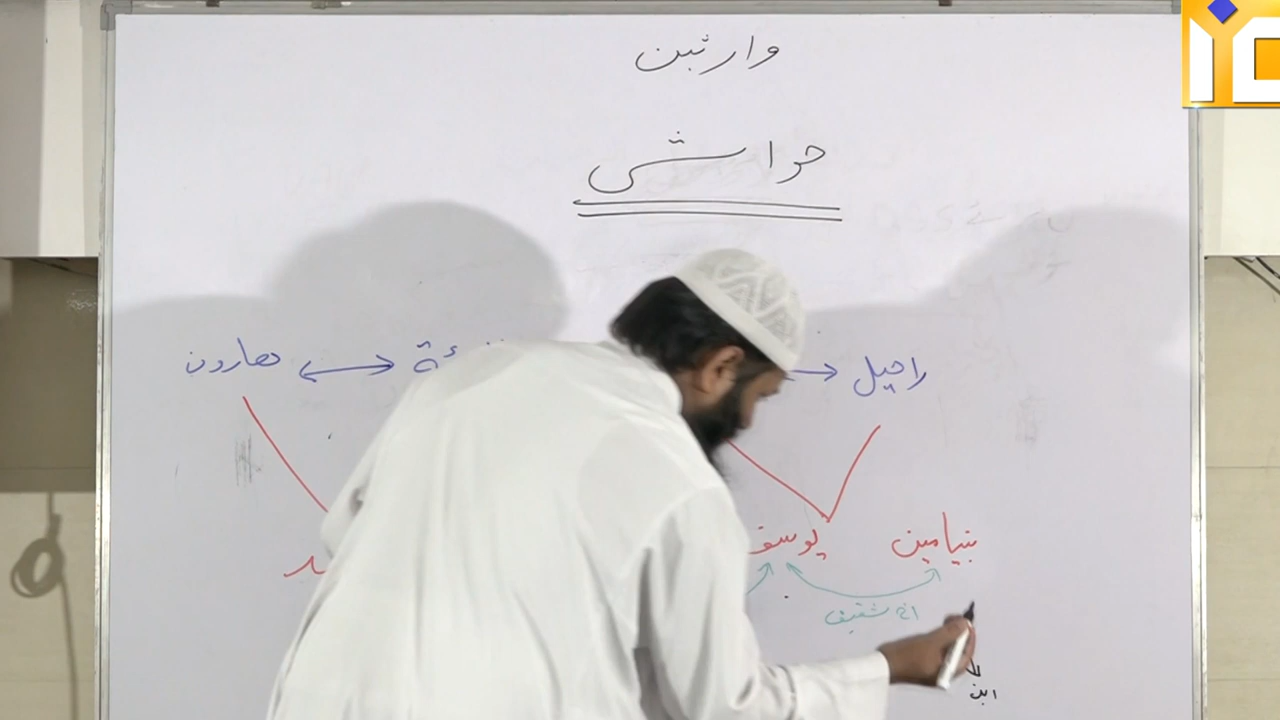 وارثین
حواشی
راحیل ھارون
بنیامین یوسف
اخ شقیق
ابن